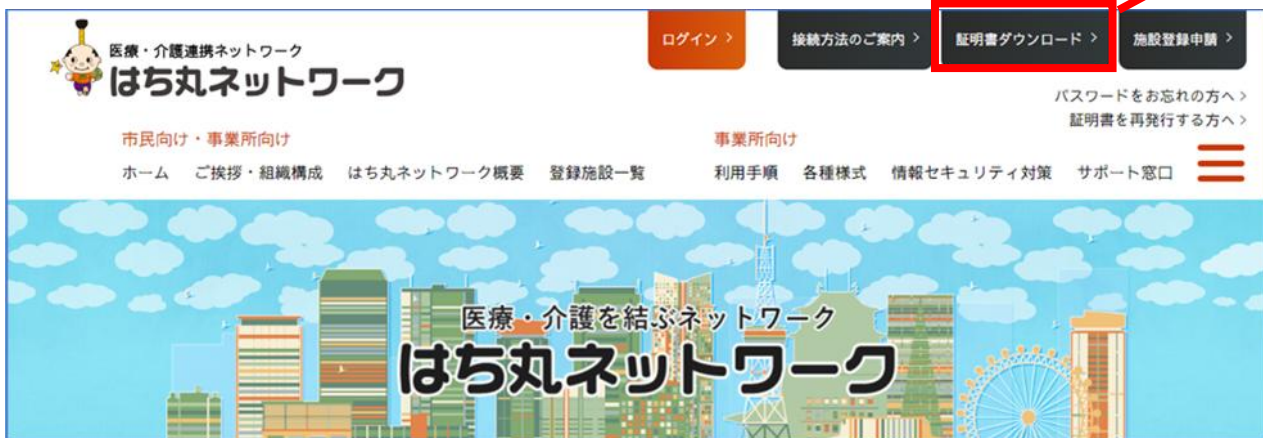 ログイン >
接続方法のご案内 >
証明書ダウンロード >
施設登録申請 >
医療・介護連携ネットワーク
はち丸ネットワーク
パスワードをお忘れの方へ >
証明書を再発行する方へ >
市民向け・事業所向け
ホーム ご挨拶・組織構成 はち丸ネットワーク概要 登録施設一覧
事業所向け
利用手順 各種様式 情報セキュリティ対策 サポート窓口
医療・介護を結ぶネットワーク
はち丸ネットワーク